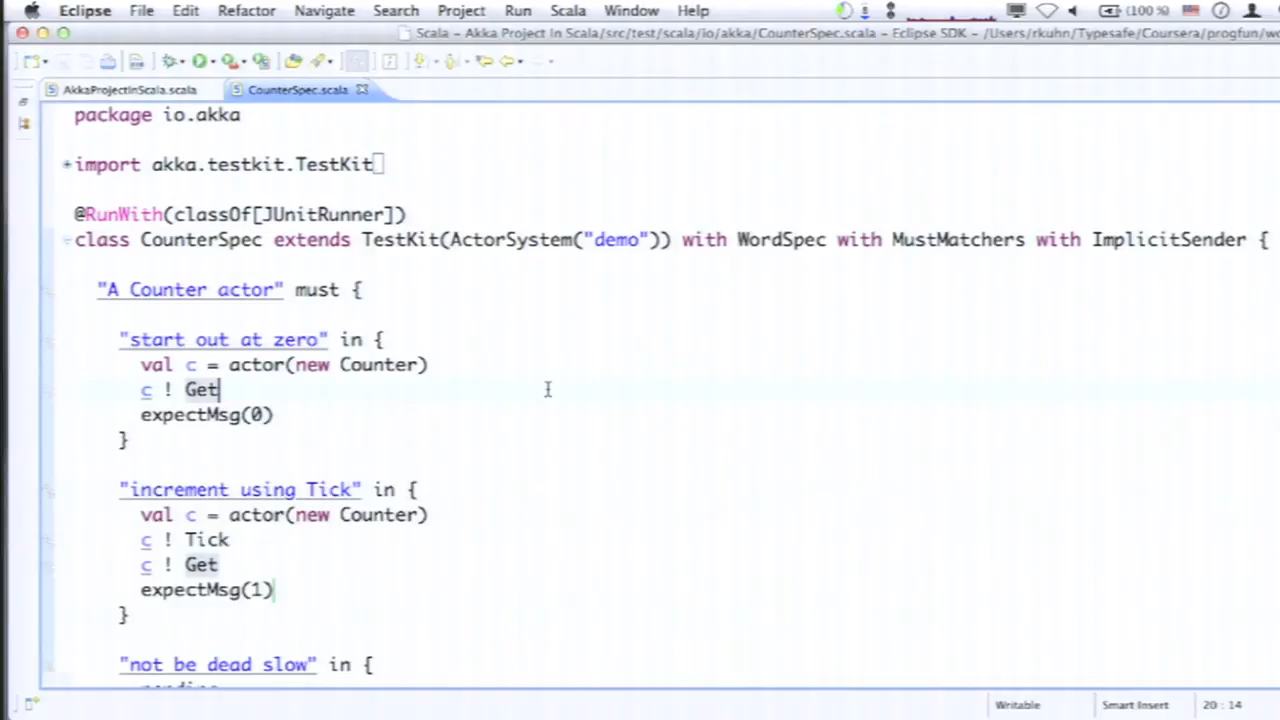 Eclipse File Edit Refactor Navigate Search Project Run Scala Window Help (100 %)
Scala – Akka Project In Scala/src/test/scala/io/akka/CounterSpec.scala – Eclipse SDK – /Users/rkuhn/Typesafe/Coursera/progfun/wo
AkkaProjectInScala.scala CounterSpec.scala
package io.akka
import akka.testkit.TestKit
@RunWith(classOf[JUnitRunner])
class CounterSpec extends TestKit(ActorSystem("demo")) with WordSpec with MustMatchers with ImplicitSender {
"A Counter actor" must {
"start out at zero" in {
val c = actor(new Counter)
c ! Get
expectMsg(0)
}
"increment using Tick" in {
val c = actor(new Counter)
c ! Tick
c ! Get
expectMsg(1)
}
"not be dead slow" in {
pending
Writable Smart Insert 20 : 14